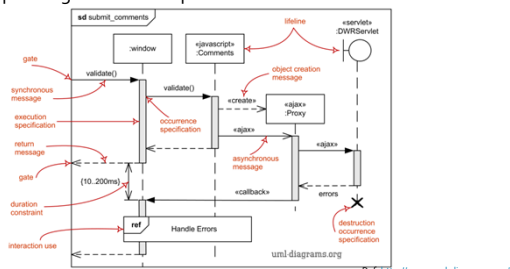 sd submit_comments
lifeline
«servlet»
:DWRServlet
:window
«javascript»
:Comments
gate
object creation
message
validate()
synchronous
message
validate()
«create»
«ajax»
:Proxy
execution
specification
occurrence
specification
«ajax»
«ajax»
return
message
asynchronous
message
gate
{10..200ms}
«callback»
errors
duration
constraint
ref
Handle Errors
destruction
occurrence
specification
interaction use
uml-diagrams.org